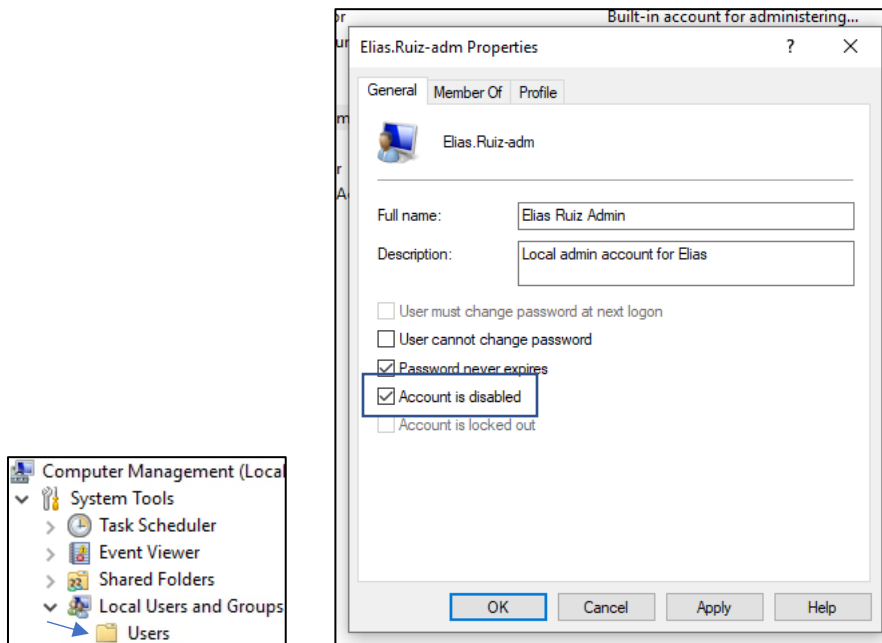 or
Built-in account for administering...
ur
Elias.Ruiz-adm Properties
?
General
Member Of
Profile
m
Elias.Ruiz-adm
r
A
Full name:
Elias Ruiz Admin
Description:
Local admin account for Elias
User must change password at next logon
User cannot change password
Password never expires
Account is disabled
Account is locked out
OK
Cancel
Apply
Help
Computer Management (Local
System Tools
Task Scheduler
Event Viewer
Shared Folders
Local Users and Groups
Users